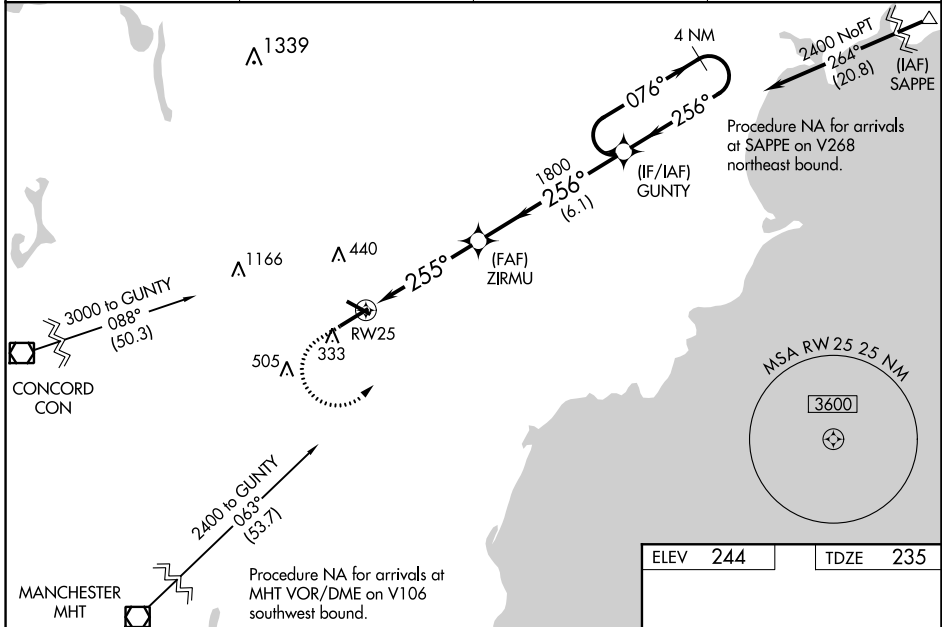 1339
4 NM
2400 NoPT
264°
(20.8)
(IAF)
SAPPE
076°
256°
Procedure NA for arrivals
at SAPPE on V268
northeast bound.
(IF/IAF)
GUNTY
1800
256°
(6.1)
(FAF)
ZIRMU
440
1166
255°
3000 to GUNTY
088°
(50.3)
RW25
333
505
CONCORD
CON
MSA RW25 25 NM
3600
2400 to GUNTY
063°
(53.7)
ELEV 244
TDZE 235
MANCHESTER
MHT
Procedure NA for arrivals at
MHT VOR/DME on V106
southwest bound.